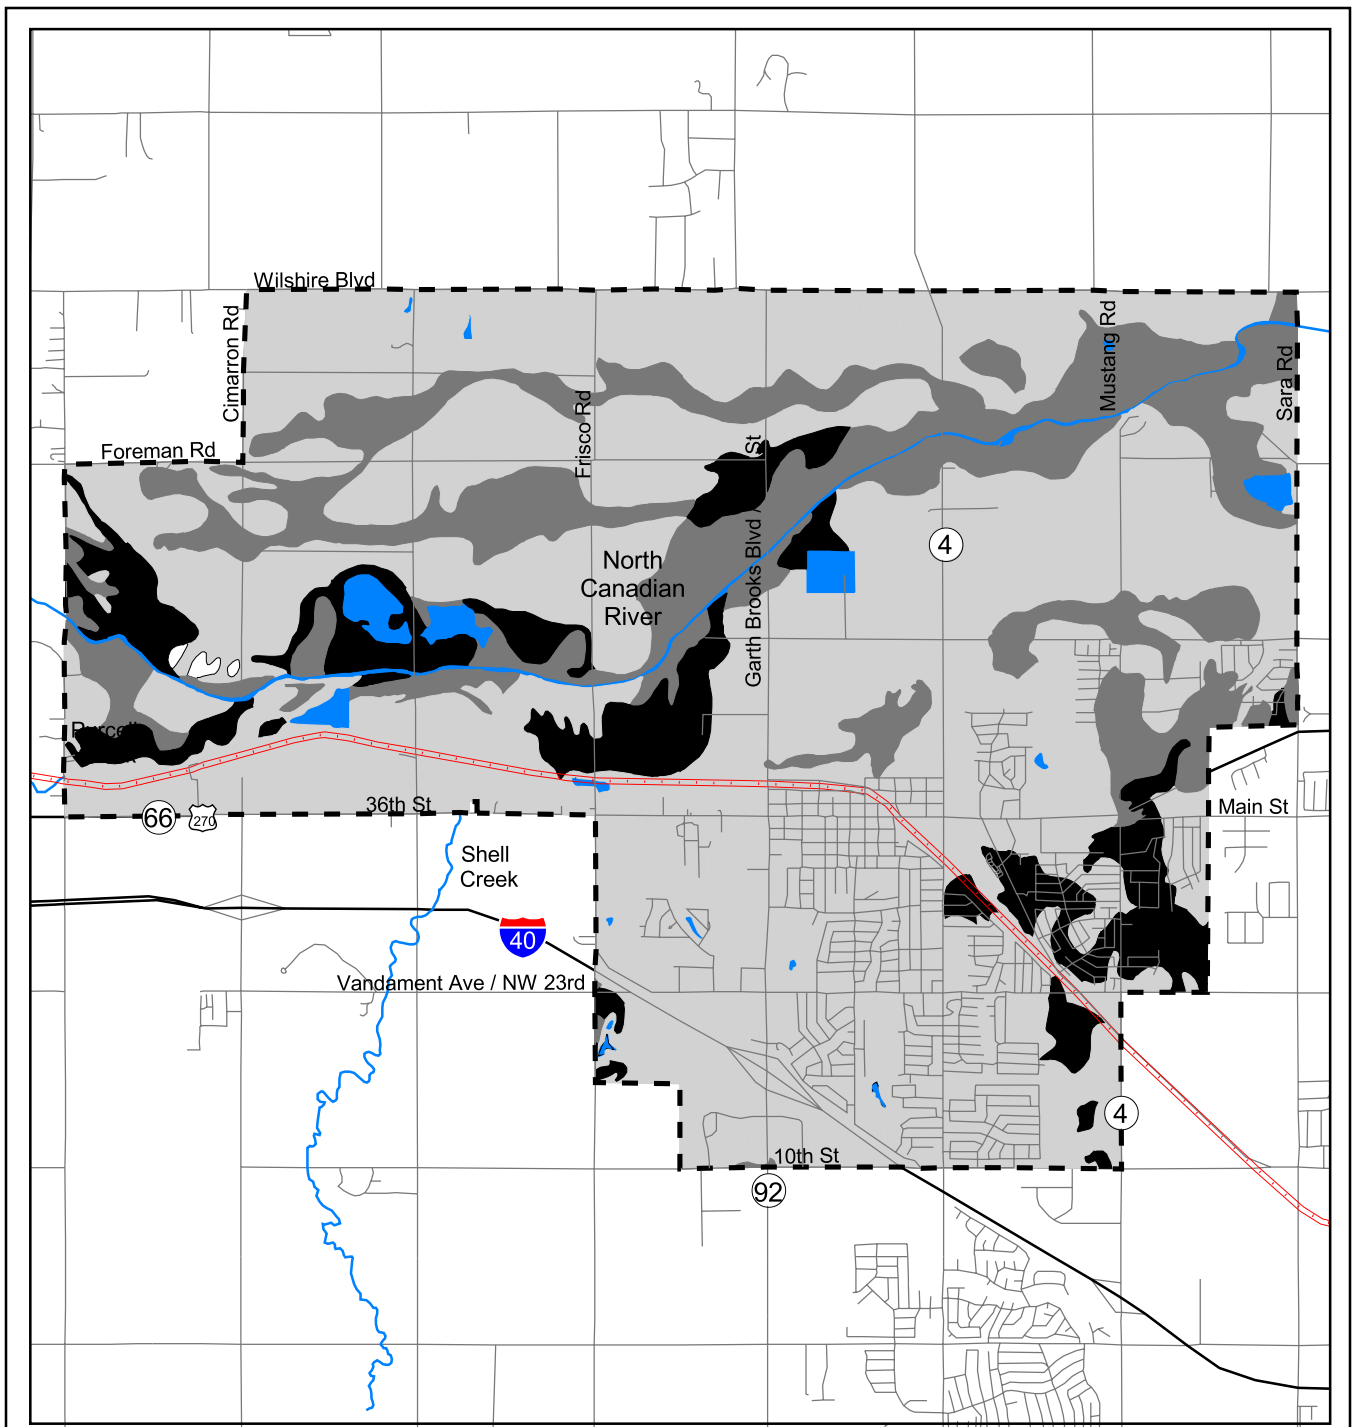 Wilshire Blvd
Cimarron Rd
Mustang Rd
Sara Rd
Foreman Rd
Frisco Rd
Garth Brooks Blvd / St
4
North
Canadian
River
36th St
66
270
Main St
Shell
Creek
40
Vandament Ave / NW 23rd
4
10th St
92